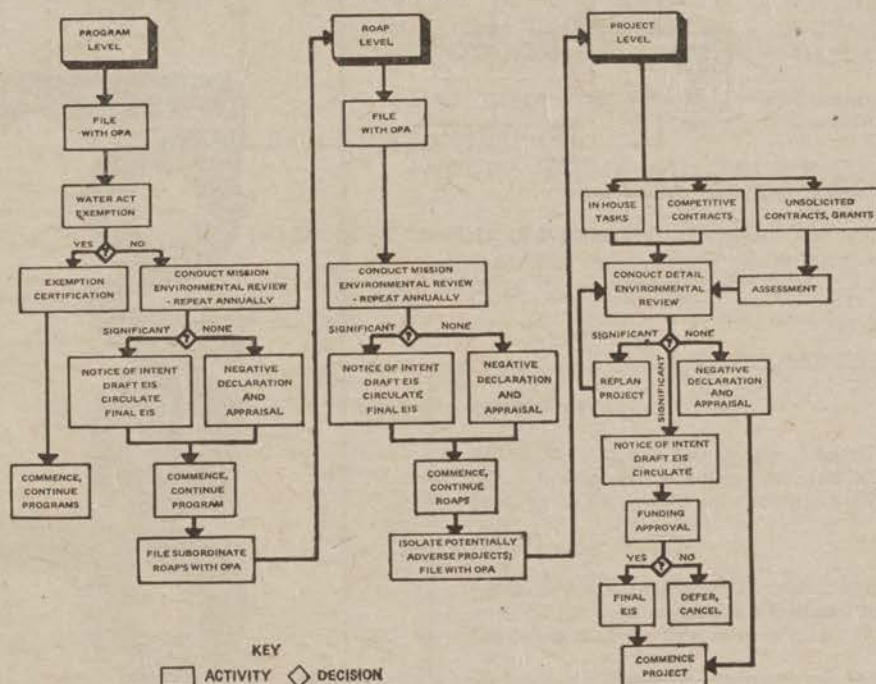 PROGRAM
LEVEL
FILE
WITH OPA
WATER ACT
EXEMPTION
YES
NO
EXEMPTION
CERTIFICATION
CONDUCT MISSION
ENVIRONMENTAL REVIEW
- REPEAT ANNUALLY
SIGNIFICANT
?
NONE
NOTICE OF INTENT
DRAFT EIS
CIRCULATE
FINAL EIS
NEGATIVE
DECLARATION
AND
APPRAISAL
COMMENCE,
CONTINUE
PROGRAMS
COMMENCE,
CONTINUE
PROGRAM
FILE SUBORDINATE
ROAP'S WITH OPA
ROAP
LEVEL
FILE
WITH OPA
CONDUCT MISSION
ENVIRONMENTAL REVIEW
- REPEAT ANNUALLY
SIGNIFICANT
?
NONE
NOTICE OF INTENT
DRAFT EIS
CIRCULATE
FINAL EIS
NEGATIVE
DECLARATION
AND
APPRAISAL
COMMENCE,
CONTINUE
ROAPS
ISOLATE POTENTIALLY
ADVERSE PROJECTS;
FILE WITH OPA
PROJECT
LEVEL
IN HOUSE
TASKS
COMPETITIVE
CONTRACTS
UNSOLICITED
CONTRACTS, GRANTS
CONDUCT DETAIL
ENVIRONMENTAL
REVIEW
ASSESSMENT
SIGNIFICANT
?
NONE
REPLAN
PROJECT
SIGNIFICANT
NEGATIVE
DECLARATION
AND
APPRAISAL
NOTICE OF INTENT
DRAFT EIS
CIRCULATE
FUNDING
APPROVAL
YES
?
NO
FINAL
EIS
DEFER,
CANCEL
COMMENCE
PROJECT
KEY
ACTIVITY
DECISION